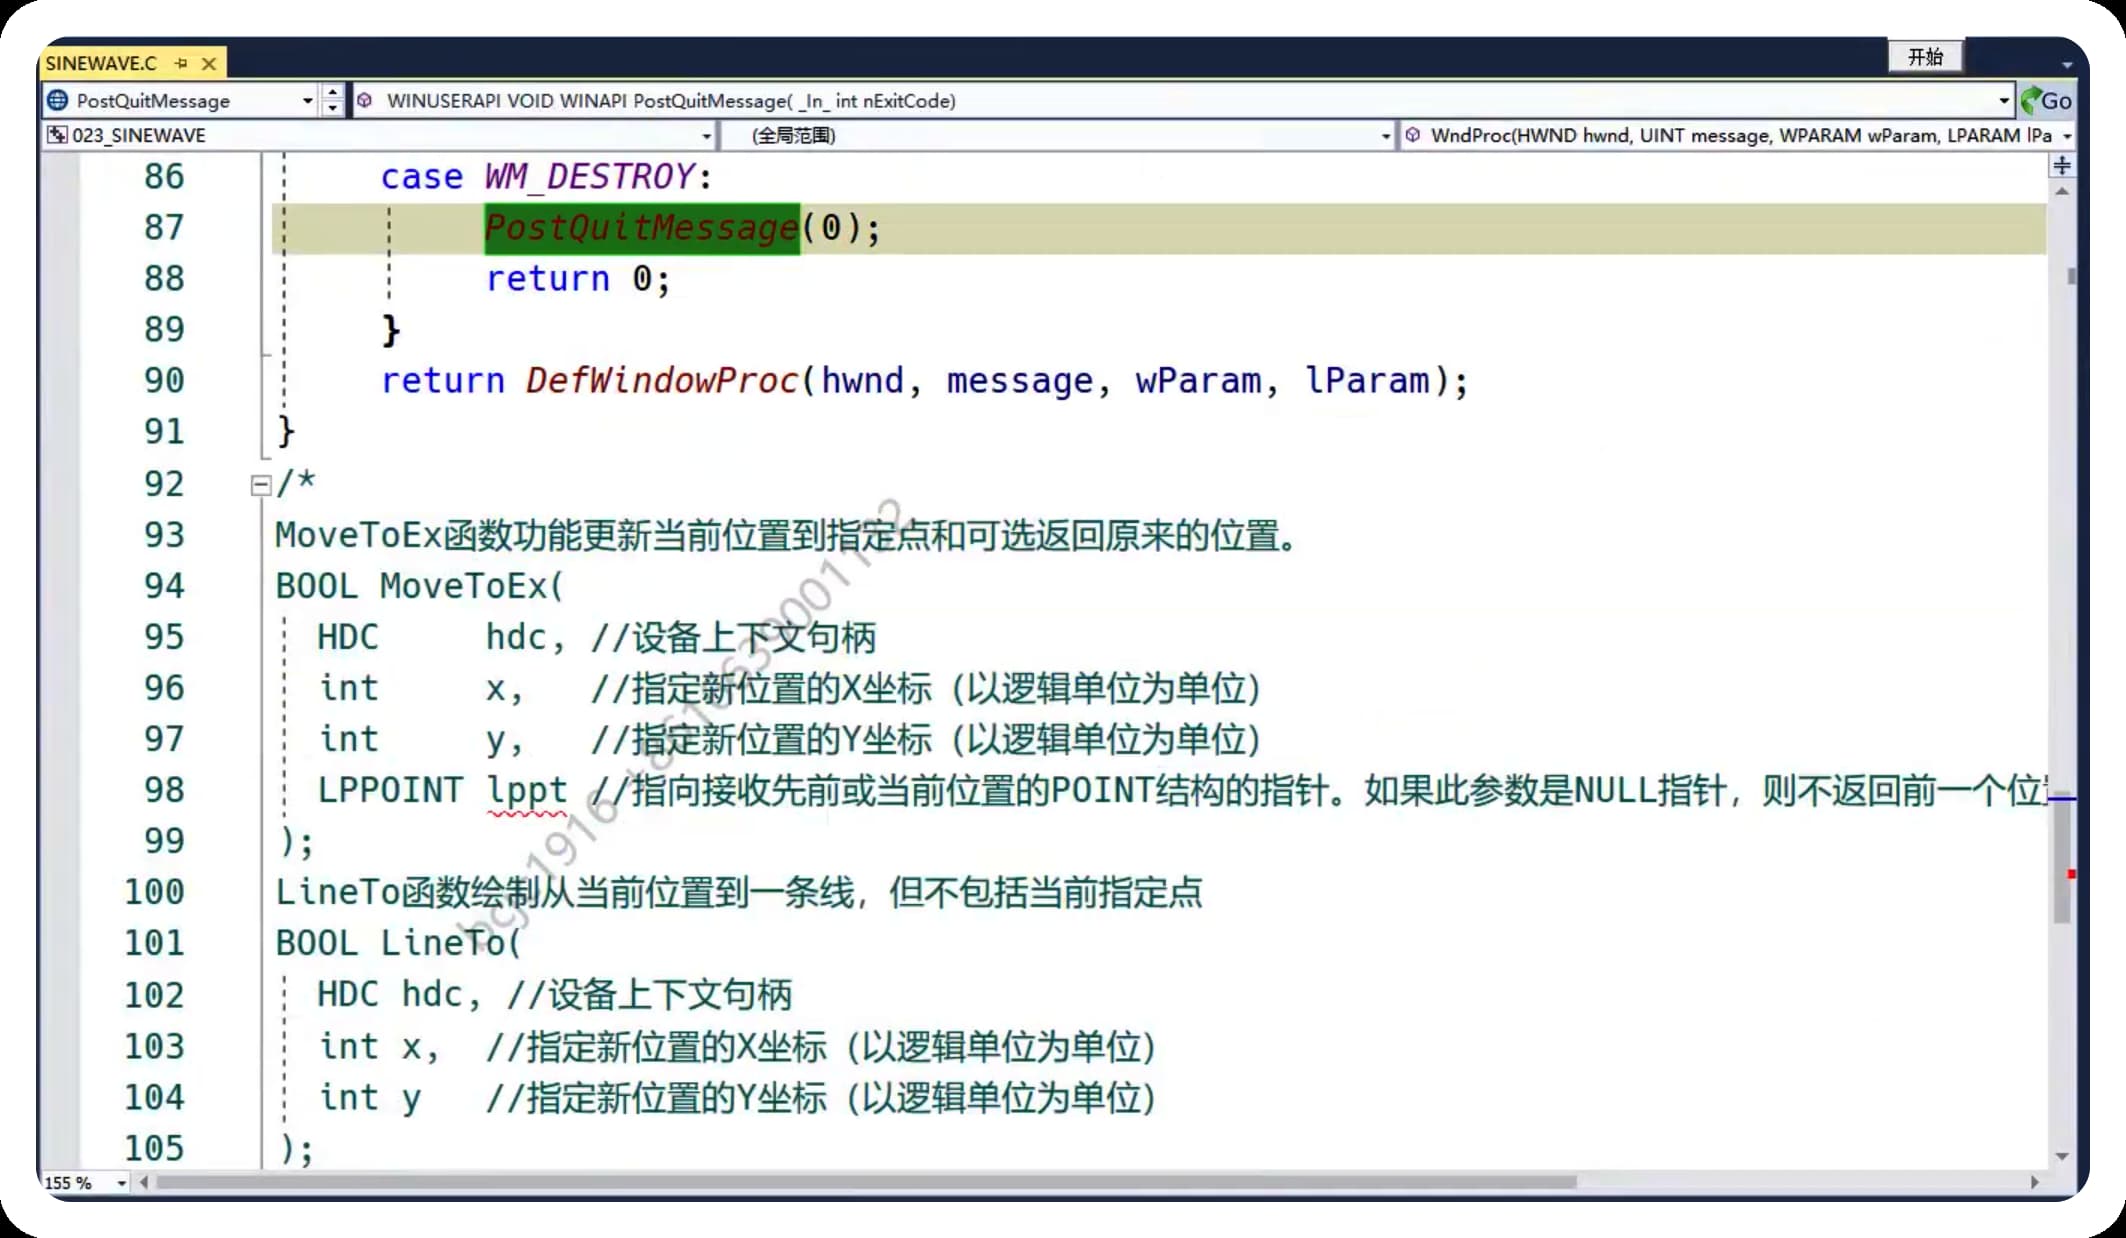 SINEWAVE.C
开始
PostQuitMessage
WINUSERAPI VOID WINAPI PostQuitMessage( _In_ int nExitCode)
Go
023_SINEWAVE
(全局范围)
WndProc(HWND hwnd, UINT message, WPARAM wParam, LPARAM lPa
86 case WM_DESTROY:
87 PostQuitMessage(0);
88 return 0;
89 }
90 return DefWindowProc(hwnd, message, wParam, lParam);
91 }
92 /*
93 MoveToEx函数功能更新当前位置到指定点和可选返回原来的位置。
94 BOOL MoveToEx(
95 HDC hdc, //设备上下文句柄
96 int x, //指定新位置的X坐标（以逻辑单位为单位）
97 int y, //指定新位置的Y坐标（以逻辑单位为单位）
98 LPPOINT lppt //指向接收先前或当前位置的POINT结构的指针。如果此参数是NULL指针，则不返回前一个位
99 );
100 LineTo函数绘制从当前位置到一条线，但不包括当前指定点
101 BOOL LineTo(
102 HDC hdc, //设备上下文句柄
103 int x, //指定新位置的X坐标（以逻辑单位为单位）
104 int y //指定新位置的Y坐标（以逻辑单位为单位）
105 );
155 %